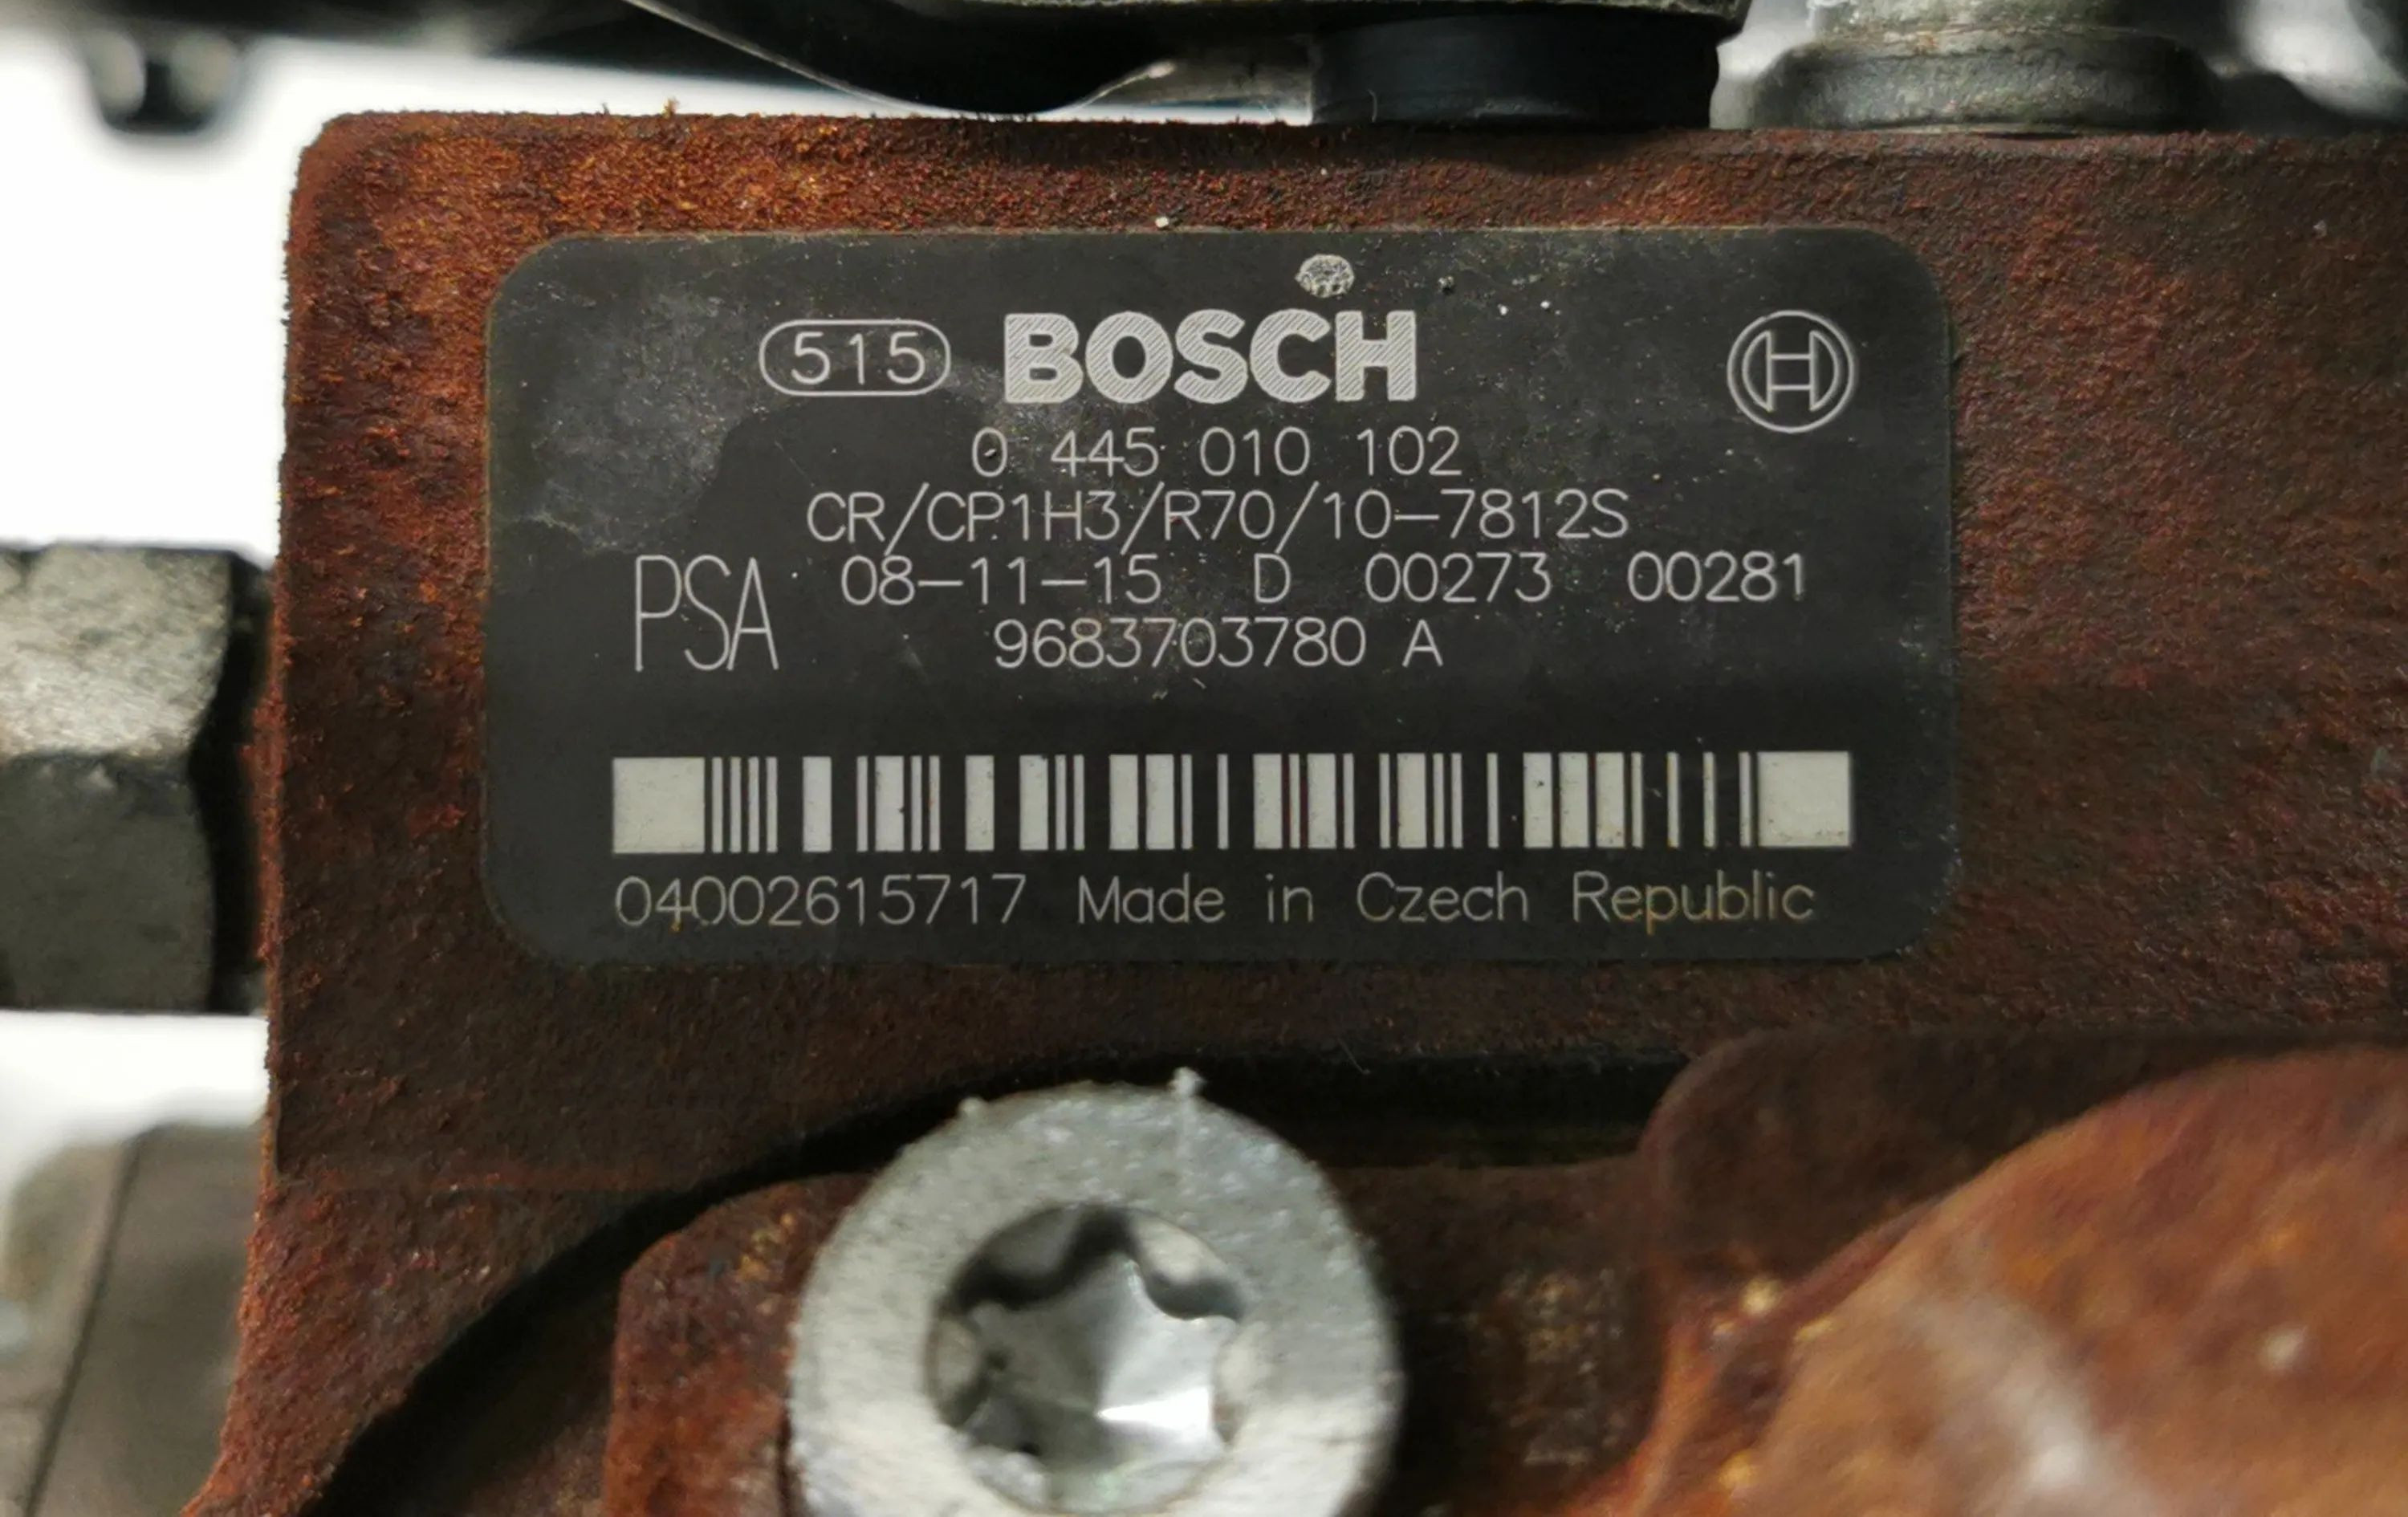 515 BOSCH
0 445 010 102
CR/CP1H3/R70/10-7812S
PSA 08-11-15 D 00273 00281
9683703780 A
04002615717 Made in Czech Republic